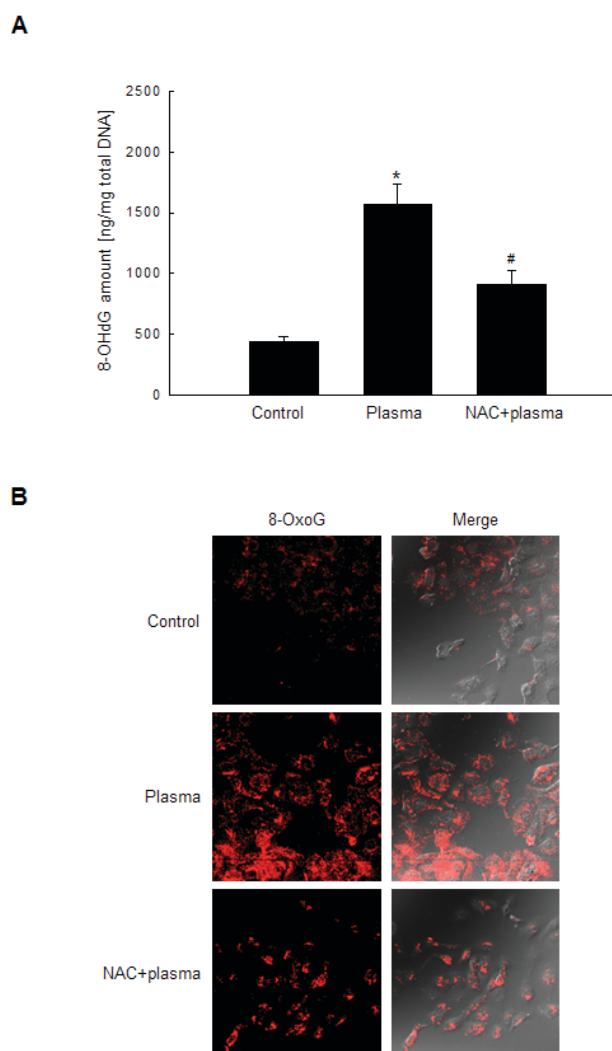 A
8-OHdG amount [ng/mg total DNA]
2500
2000
1500
1000
500
0
*
#
Control Plasma NAC+plasma
B
8-OxoG Merge
Control
Plasma
NAC+plasma